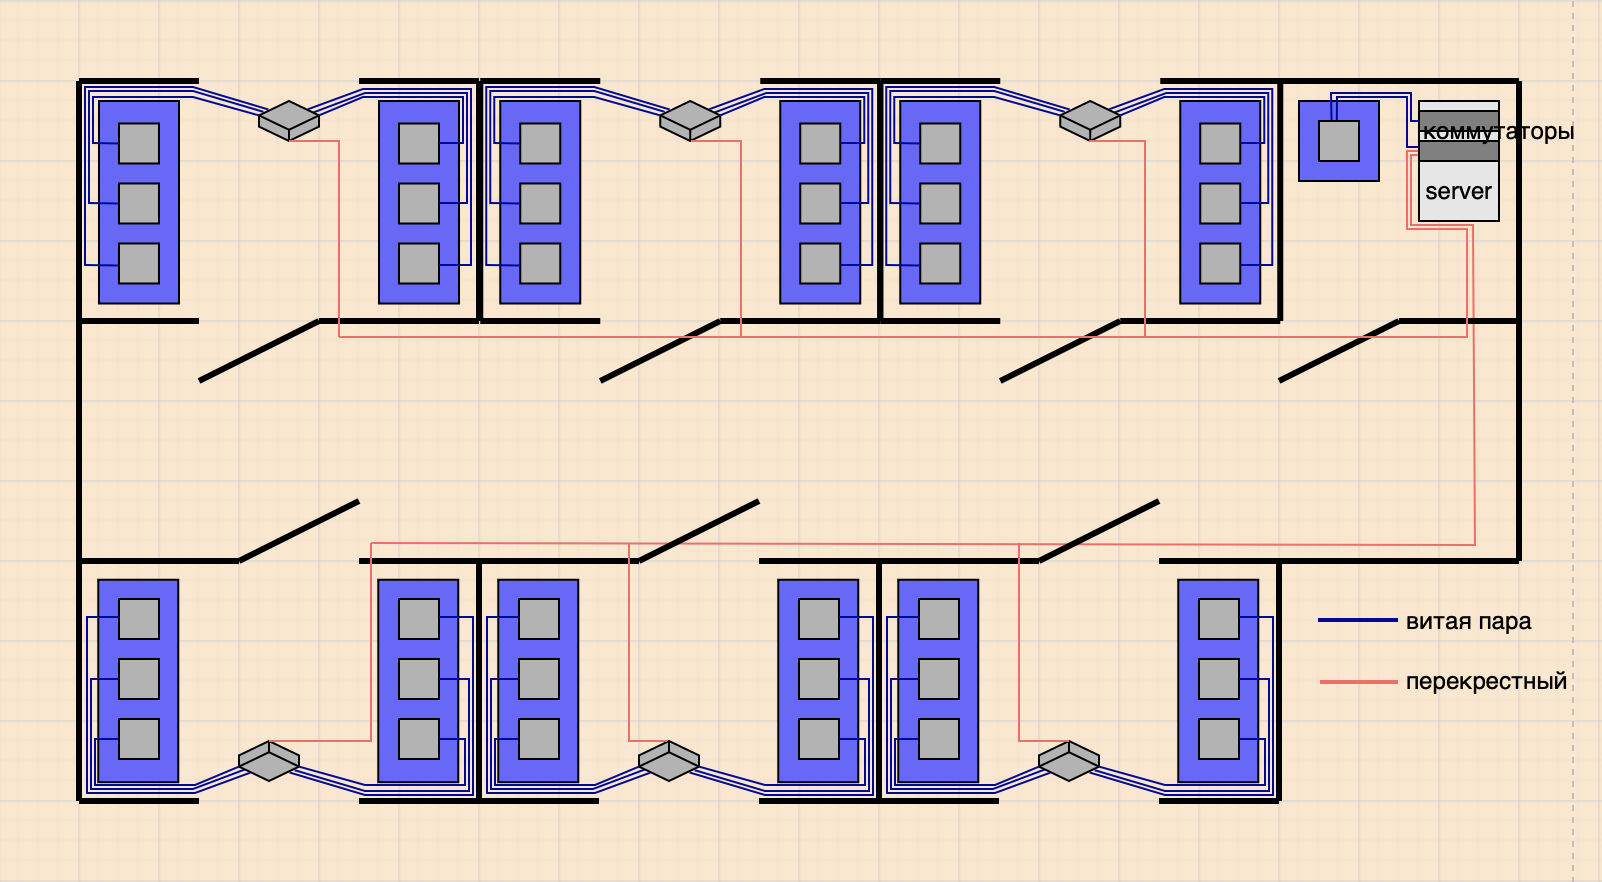 коммутаторы
server
витая пара
перекрестный